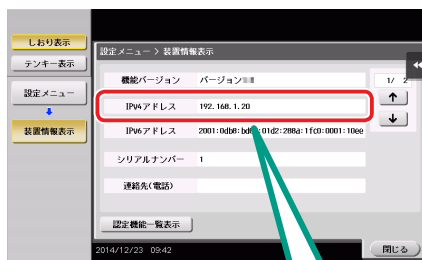 しおり表示
テンキー表示
設定メニュー
装置情報表示
設定メニュー > 装置情報表示
機能バージョン バージョン
1/ 2
IPv4アドレス 192.168.1.20
IPv6アドレス 2001:0db8:bd 01d2:288a:1fc0:0001:10ee
シリアルナンバー 1
連絡先(電話)
認定機能一覧表示
2014/12/23 09:42
閉じる